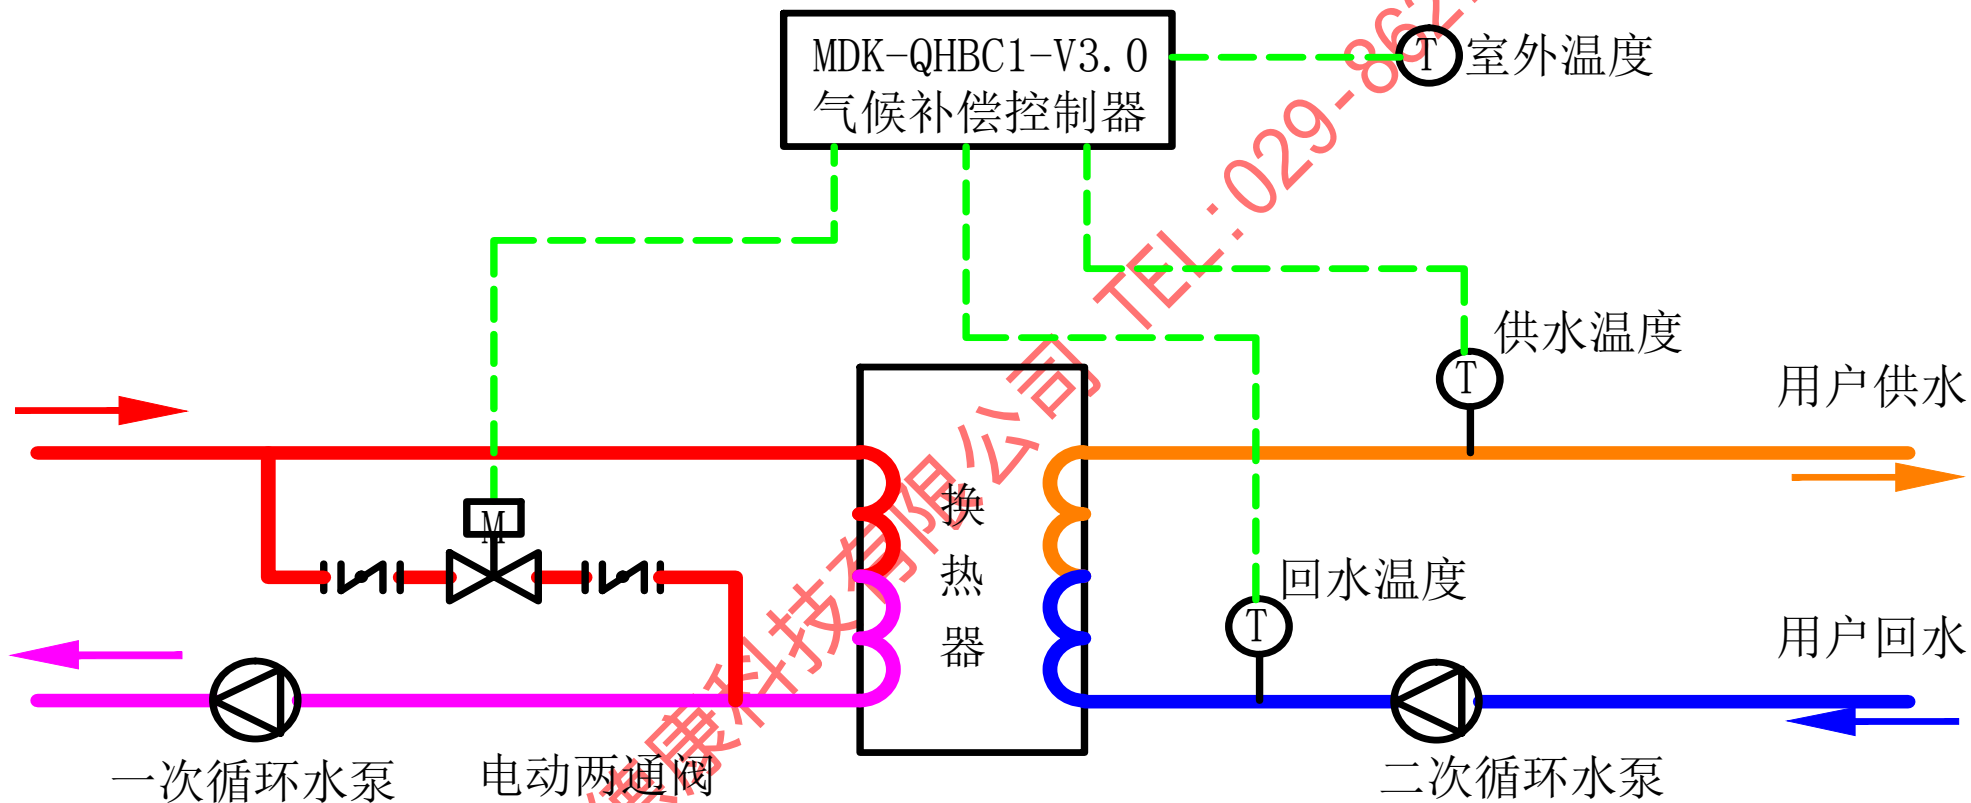 MDK-QHBC1-V3.0
气候补偿控制器
T 室外温度
供水温度
T
用户供水
M
换热器
回水温度
T
用户回水
一次循环水泵
电动两通阀
二次循环水泵
德康科技有限公司 TEL:029-862